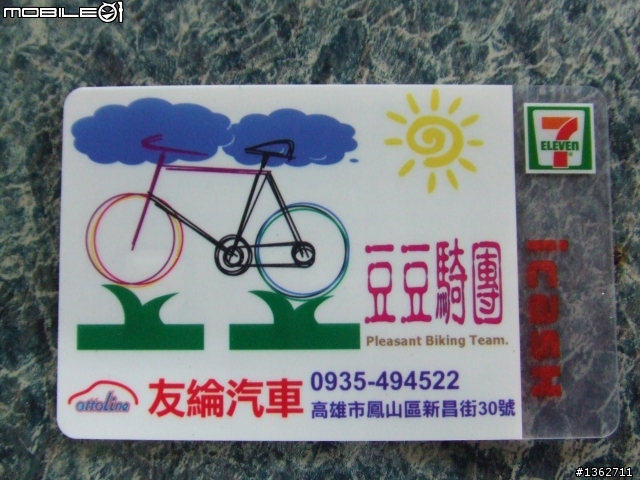 MOBILE01
7
ELEVEN
icash
豆豆騎團
Pleasant Biking Team.
ottoLine
友綸汽車
0935-494522
高雄市鳳山區新昌街30號
#1362711